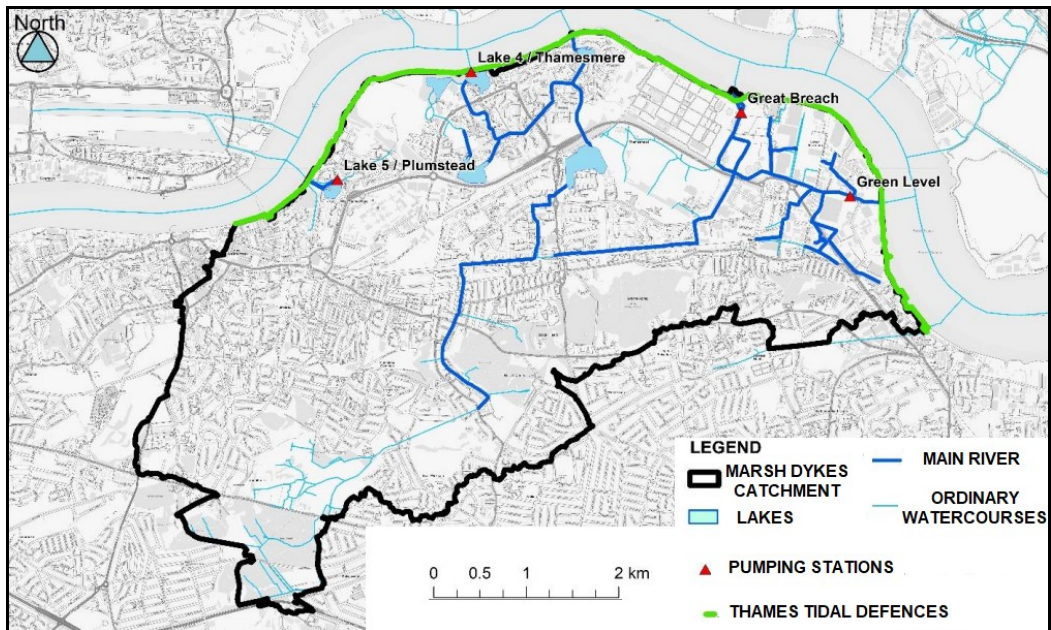 North
Lake 4 / Thamesmere
Great Breach
Lake 5 / Plumstead
Green Level
LEGEND
MARSH DYKES CATCHMENT
MAIN RIVER
LAKES
ORDINARY WATERCOURSES
0 0.5 1 2 km
PUMPING STATIONS
THAMES TIDAL DEFENCES